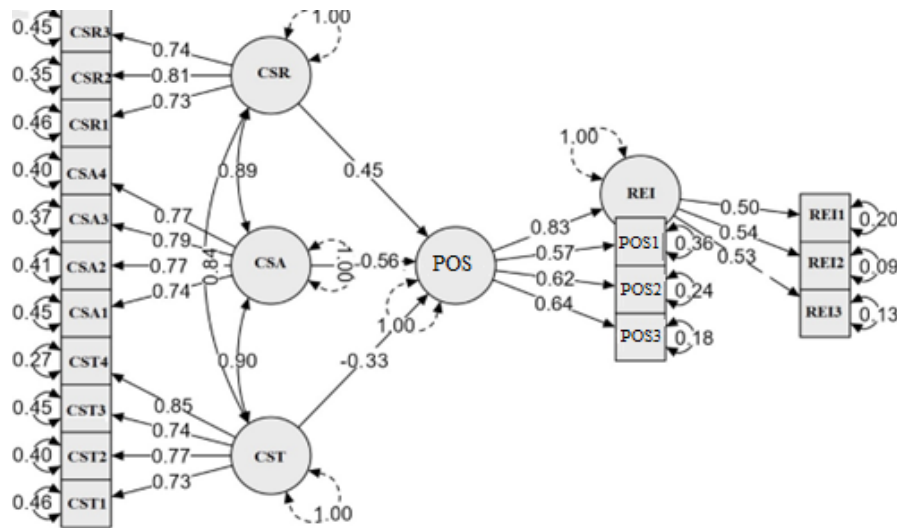 0.45 CSR3 0.74 1.00
0.35 CSR2 0.81 CSR
0.46 CSR1 0.73
0.40 CSA4 0.89 0.45 1.00 REI 0.50 REI1 0.20
0.37 CSA3 0.77 0.83 POS1 0.36 0.54
0.41 CSA2 0.79 0.84 CSA 1.00 0.56 POS 0.57 0.53 REI2 0.09
0.77 0.62 POS2 0.24
0.45 CSA1 0.74 1.00 0.64 REI3 0.13
0.27 CST4 0.90 -0.33 POS3 0.18
0.45 CST3 0.85
0.74
0.40 CST2 0.77 CST
0.46 CST1 0.73 1.00